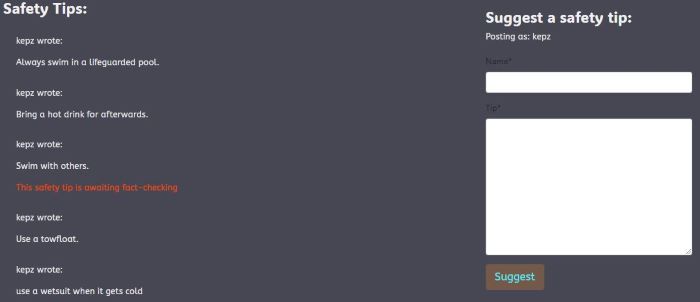 Safety Tips:
kepz wrote:
Always swim in a lifeguarded pool.
kepz wrote:
Bring a hot drink for afterwards.
kepz wrote:
Swim with others.
This safety tip is awaiting fact-checking
kepz wrote:
Use a towfloat.
kepz wrote:
use a wetsuit when it gets cold
Suggest a safety tip:
Posting as: kepz
Name*
Tip*
Suggest